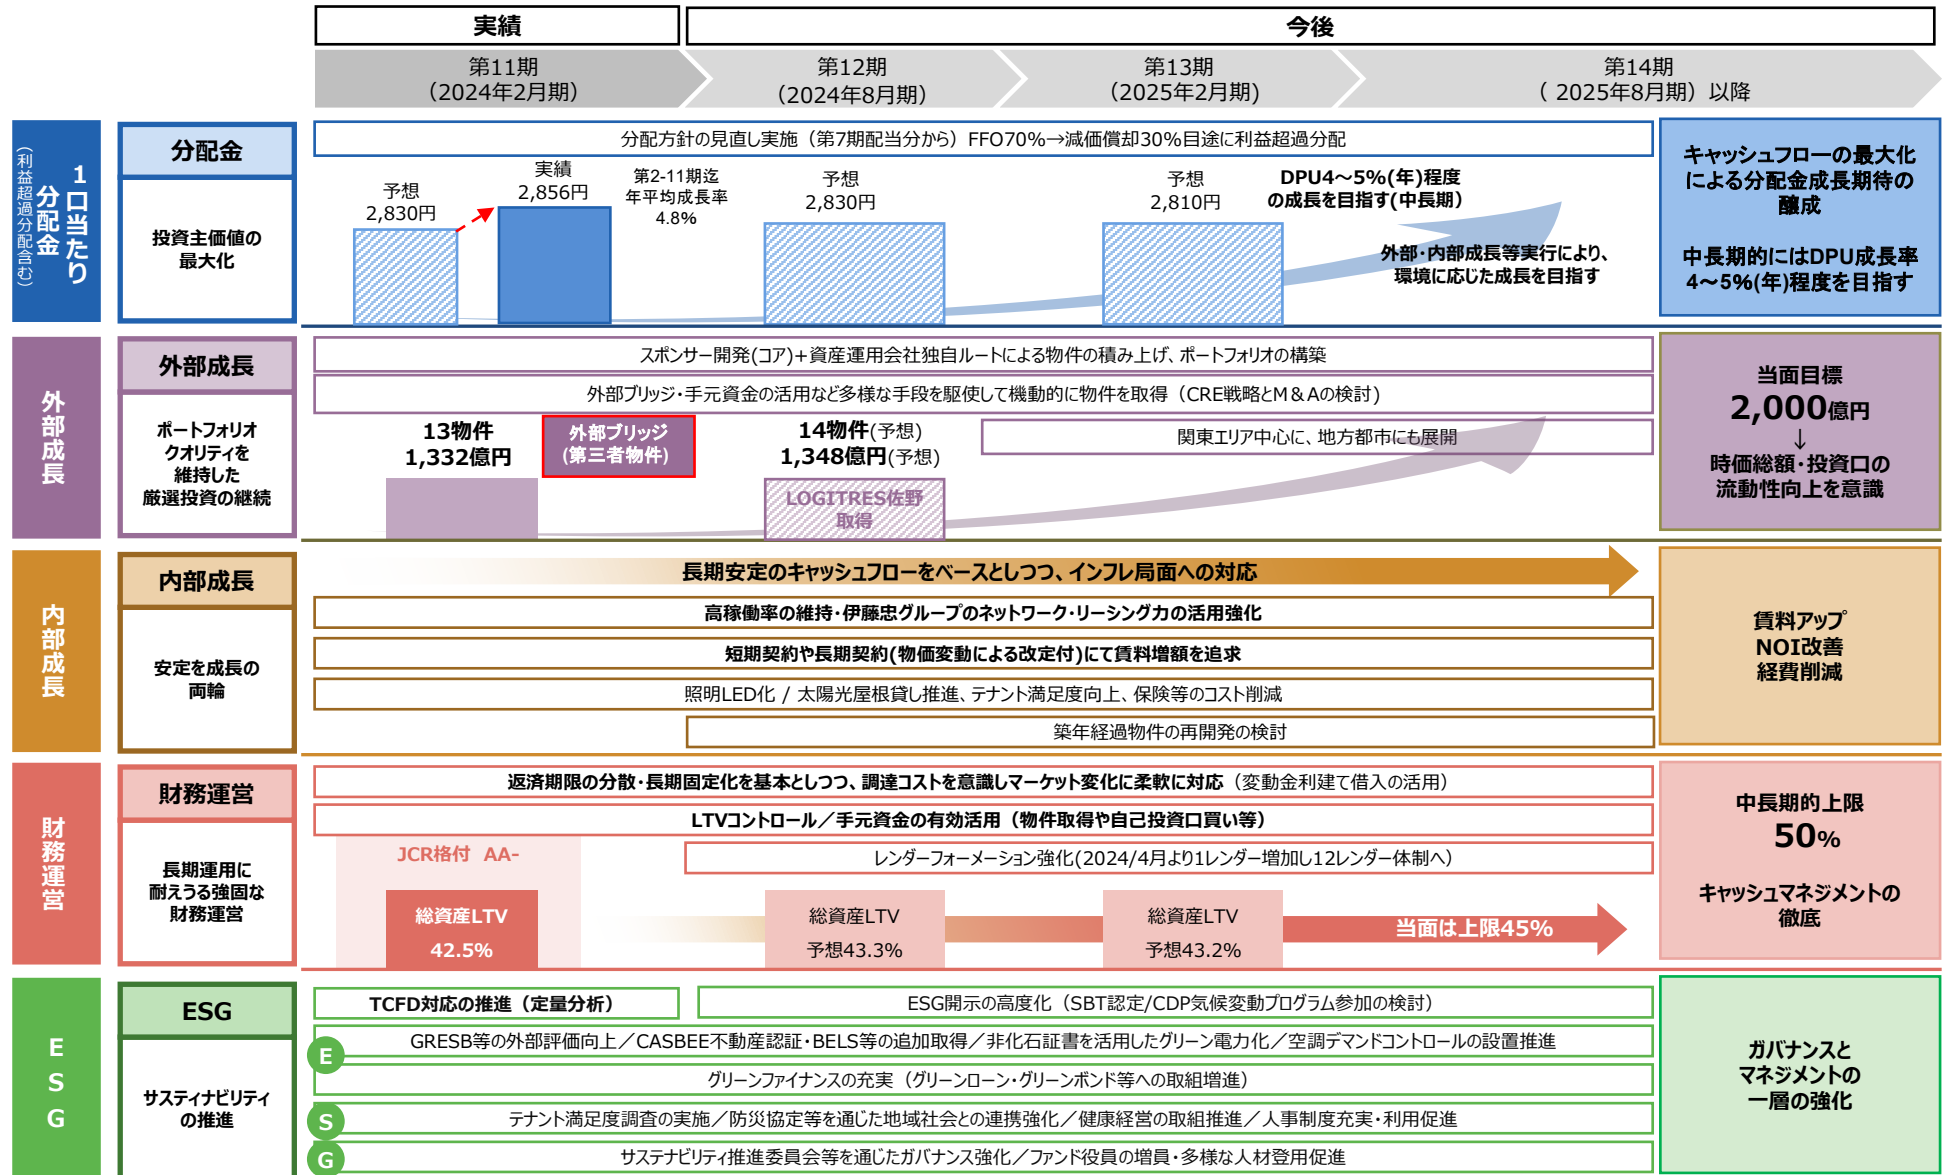 実績
今後
第11期
（2024年2月期）
第12期
（2024年8月期）
第13期
（2025年2月期)
第14期
（ 2025年8月期）以降
1口当たり
分配金
（利益超過分配含む）
分配金
投資主価値の
最大化
分配方針の見直し実施（第7期配当分から）FFO70%→減価償却30%目途に利益超過分配
予想
2,830円
実績
2,856円
第2-11期迄
年平均成長率
4.8%
予想
2,830円
予想
2,810円
DPU4～5%(年)程度
の成長を目指す(中長期）
外部･内部成長等実行により、
環境に応じた成長を目指す
キャッシュフローの最大化
による分配金成長期待の
醸成
中長期的にはDPU成長率
4～5%(年)程度を目指す
外部成長
外部成長
ポートフォリオ
クオリティを
維持した
厳選投資の継続
スポンサー開発(コア)+資産運用会社独自ルートによる物件の積み上げ、ポートフォリオの構築
外部ブリッジ･手元資金の活用など多様な手段を駆使して機動的に物件を取得（CRE戦略とM＆Aの検討)
13物件
1,332億円
外部ブリッジ
(第三者物件)
14物件(予想)
1,348億円(予想)
LOGITRES佐野
取得
関東エリア中心に、地方都市にも展開
当面目標
2,000億円
↓
時価総額･投資口の
流動性向上を意識
内部成長
内部成長
安定を成長の
両輪
長期安定のキャッシュフローをベースとしつつ、インフレ局面への対応
高稼働率の維持･伊藤忠グループのネットワーク･リーシング力の活用強化
短期契約や長期契約(物価変動による改定付)にて賃料増額を追求
照明LED化 / 太陽光屋根貸し推進、テナント満足度向上、保険等のコスト削減
築年経過物件の再開発の検討
賃料アップ
NOI改善
経費削減
財務運営
財務運営
長期運用に
耐えうる強固な
財務運営
返済期限の分散･長期固定化を基本としつつ、調達コストを意識しマーケット変化に柔軟に対応（変動金利建て借入の活用）
LTVコントロール／手元資金の有効活用（物件取得や自己投資口買い等）
JCR格付 AA-
レンダーフォーメーション強化(2024/4月より1レンダー増加し12レンダー体制へ）
総資産LTV
42.5%
総資産LTV
予想43.3%
総資産LTV
予想43.2%
当面は上限45%
中長期的上限
50%
キャッシュマネジメントの
徹底
ESG
ESG
サスティナビリティ
の推進
TCFD対応の推進（定量分析）
ESG開示の高度化（SBT認定/CDP気候変動プログラム参加の検討）
E
GRESB等の外部評価向上／CASBEE不動産認証･BELS等の追加取得／非化石証書を活用したグリーン電力化／空調デマンドコントロールの設置推進
グリーンファイナンスの充実（グリーンローン･グリーンボンド等への取組増進）
S
テナント満足度調査の実施／防災協定等を通じた地域社会との連携強化／健康経営の取組推進／人事制度充実･利用促進
G
サステナビリティ推進委員会等を通じたガバナンス強化／ファンド役員の増員･多様な人材登用促進
ガバナンスと
マネジメントの
一層の強化